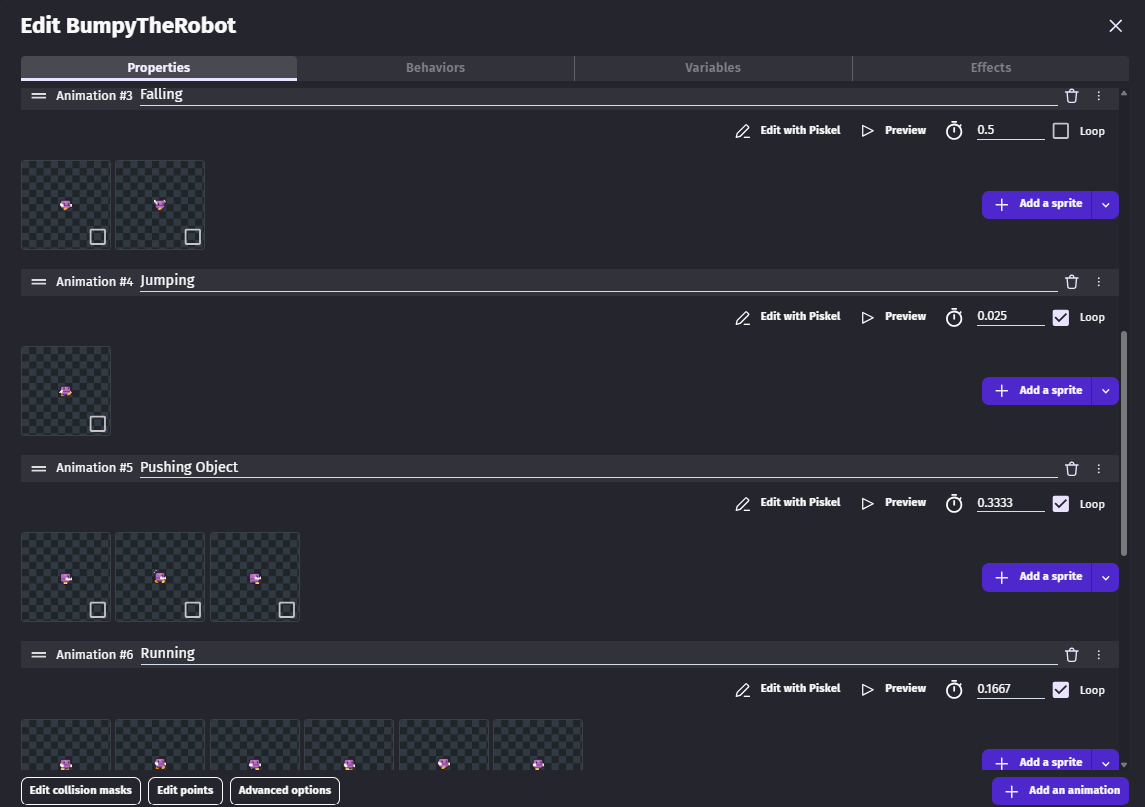 Edit BumpyTheRobot
Properties Behaviors Variables Effects
Animation #3 Falling
Edit with Piskel Preview 0.5 Loop
Add a sprite
Animation #4 Jumping
Edit with Piskel Preview 0.025 Loop
Add a sprite
Animation #5 Pushing Object
Edit with Piskel Preview 0.3333 Loop
Add a sprite
Animation #6 Running
Edit with Piskel Preview 0.1667 Loop
Add a sprite
Edit collision masks Edit points Advanced options Add an animation